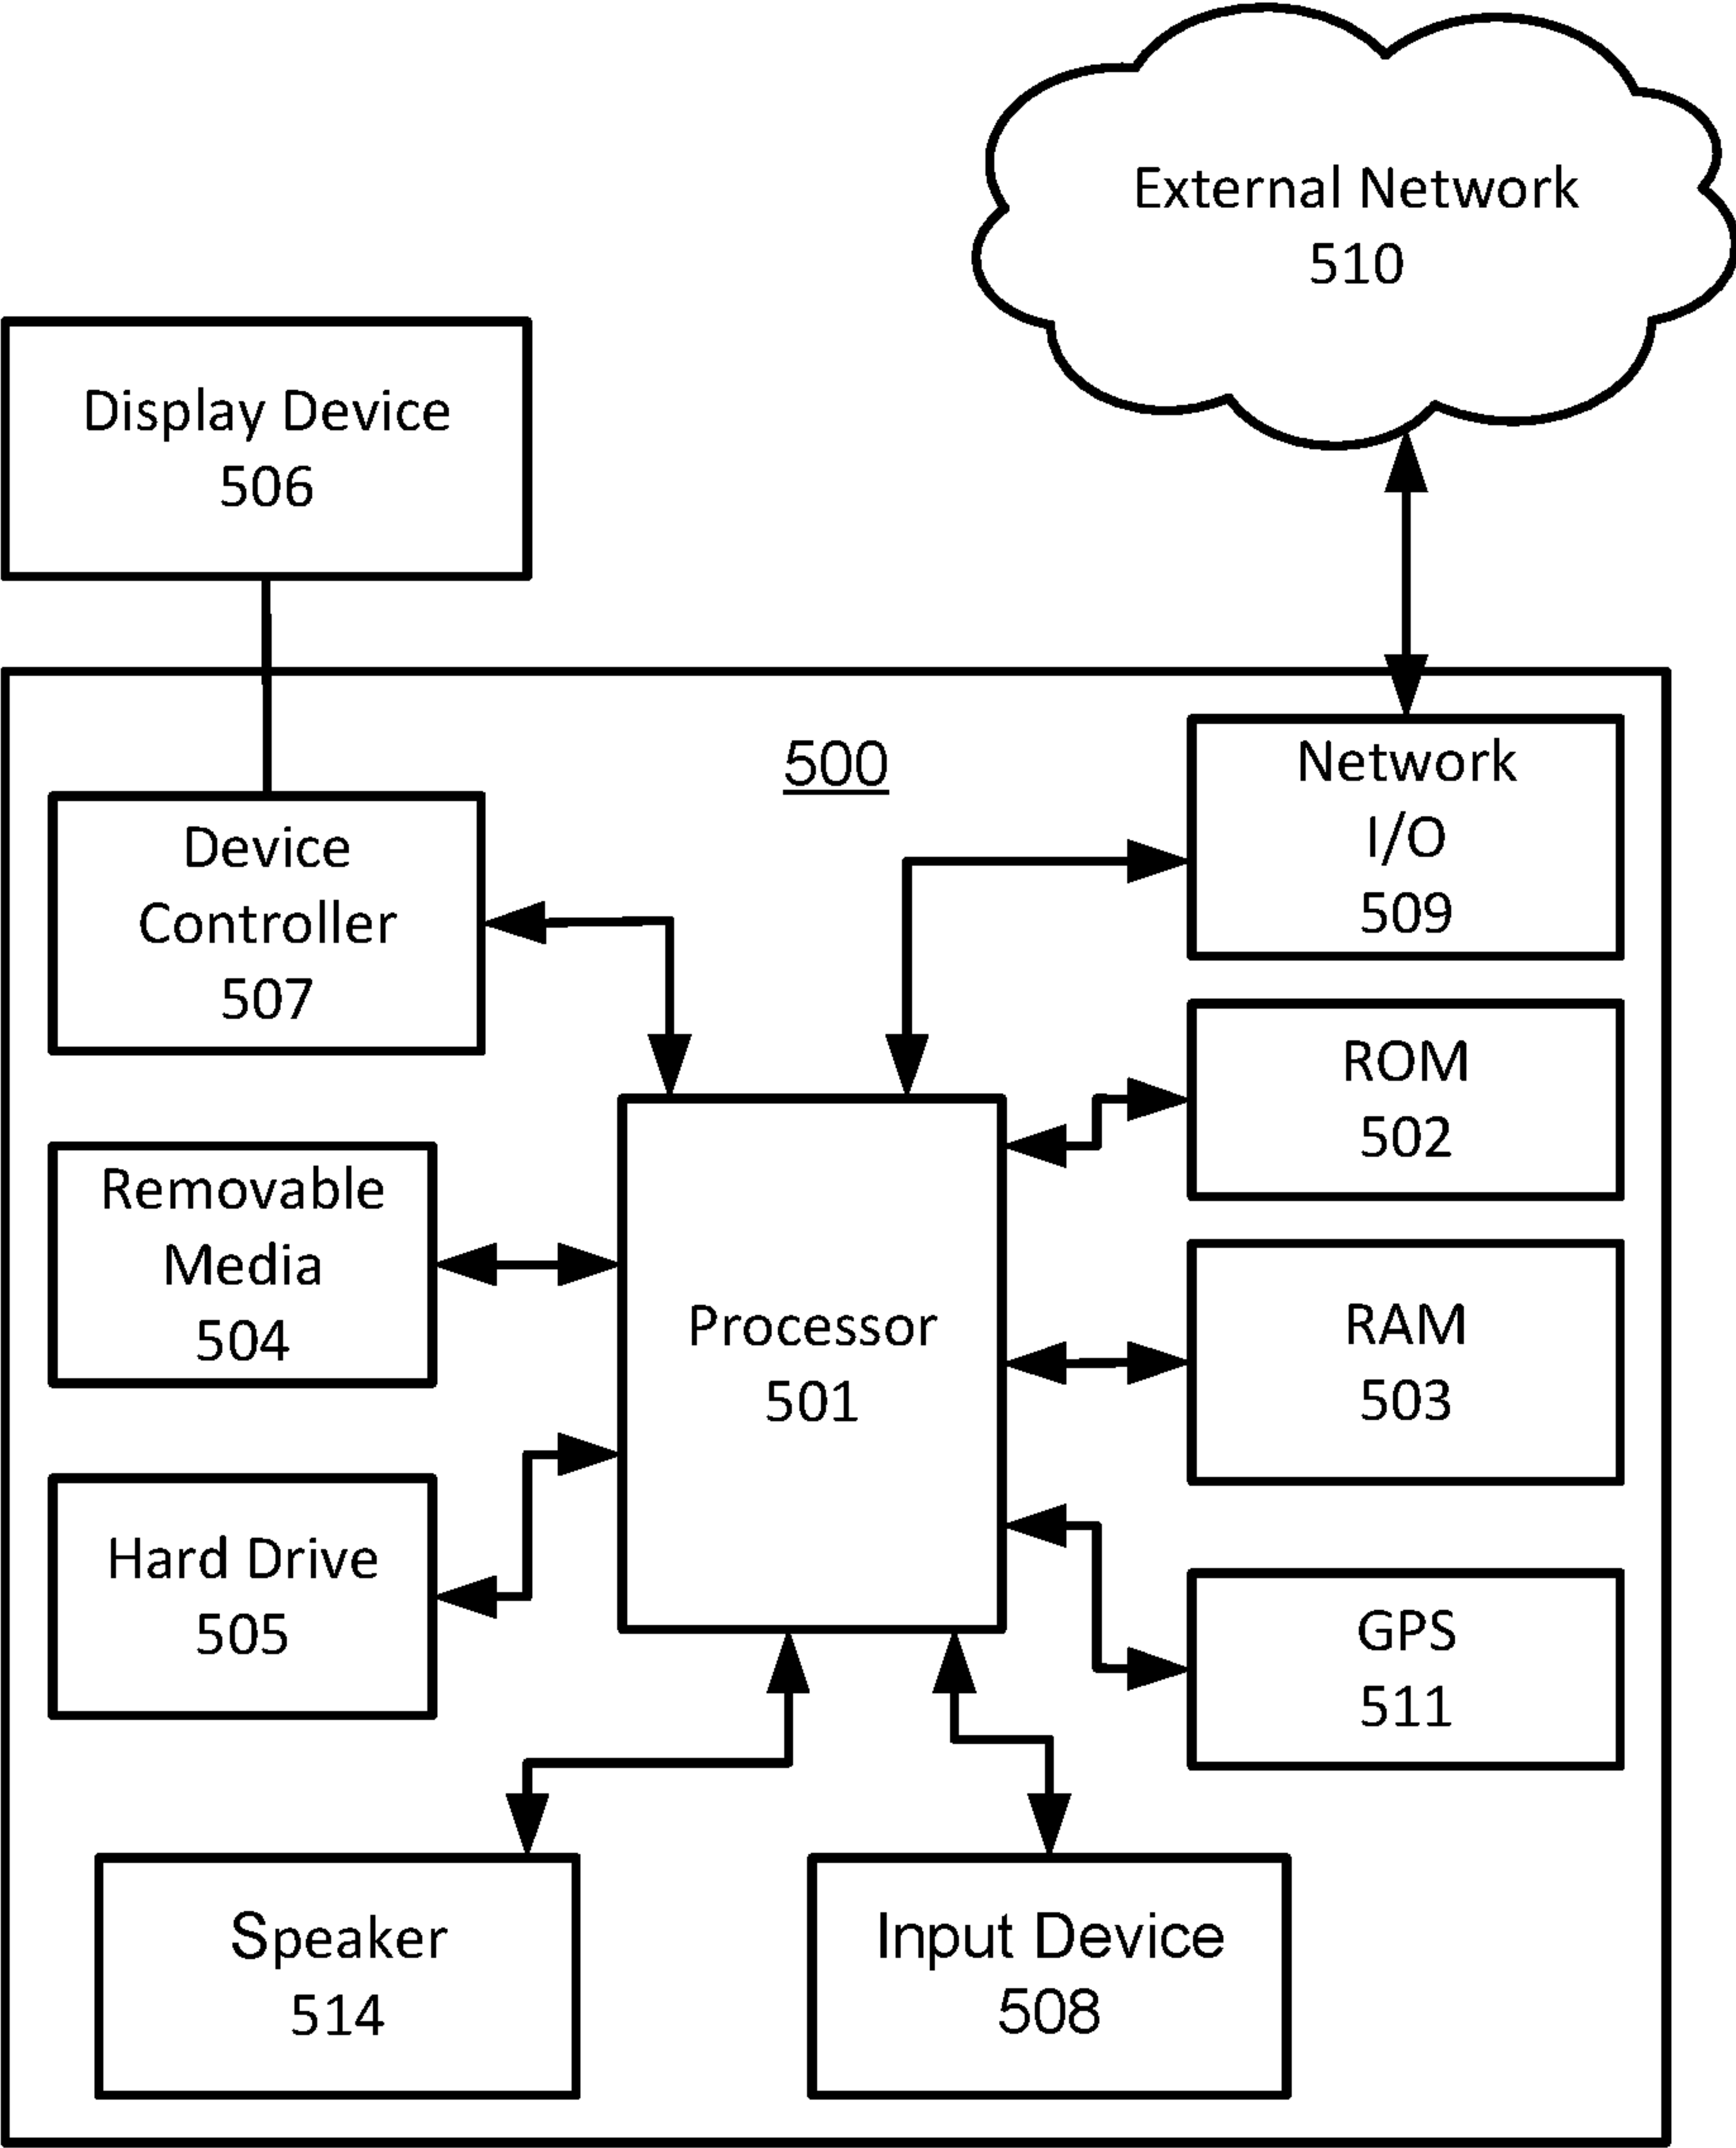 External Network
510
Display Device
506
500
Network
I/O
509
Device
Controller
507
ROM
502
Removable
Media
504
Processor
501
RAM
503
Hard Drive
505
GPS
511
Speaker
514
Input Device
508